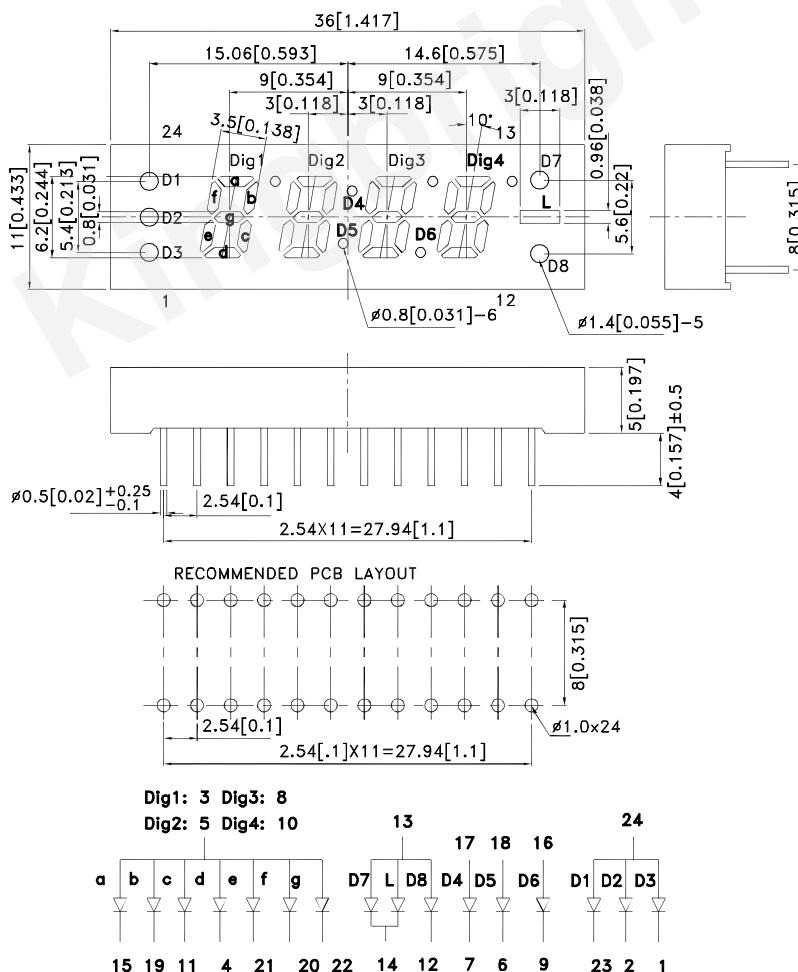 36[1.417]
15.06[0.593] 14.6[0.575]
9[0.354] 9[0.354]
3[0.118] 3[0.118] 3[0.118]
3.5[0.138] 10° 0.96[0.038]
24 13
Dig1 Dig2 Dig3 Dig4 D7
D1 a
f b D4
D2 g L
D5 D6
e c
D3 d D8
11[0.433]
6.2[0.244]
5.4[0.213]
0.8[0.031]
5.6[0.22]
8[0.315]
1 12
ø0.8[0.031]-6 ø1.4[0.055]-5
Kingbright
5[0.197]
4[0.157]±0.5
ø0.5[0.02]+0.25 -0.1
2.54[0.1]
2.54X11=27.94[1.1]
RECOMMENDED PCB LAYOUT
8[0.315]
2.54[0.1] ø1.0x24
2.54[.1]X11=27.94[1.1]
Dig1: 3 Dig3: 8
Dig2: 5 Dig4: 10
13 24
17 18 16
a b c d e f g D7 L D8 D4 D5 D6 D1 D2 D3
15 19 11 4 21 20 22 14 12 7 6 9 23 2 1